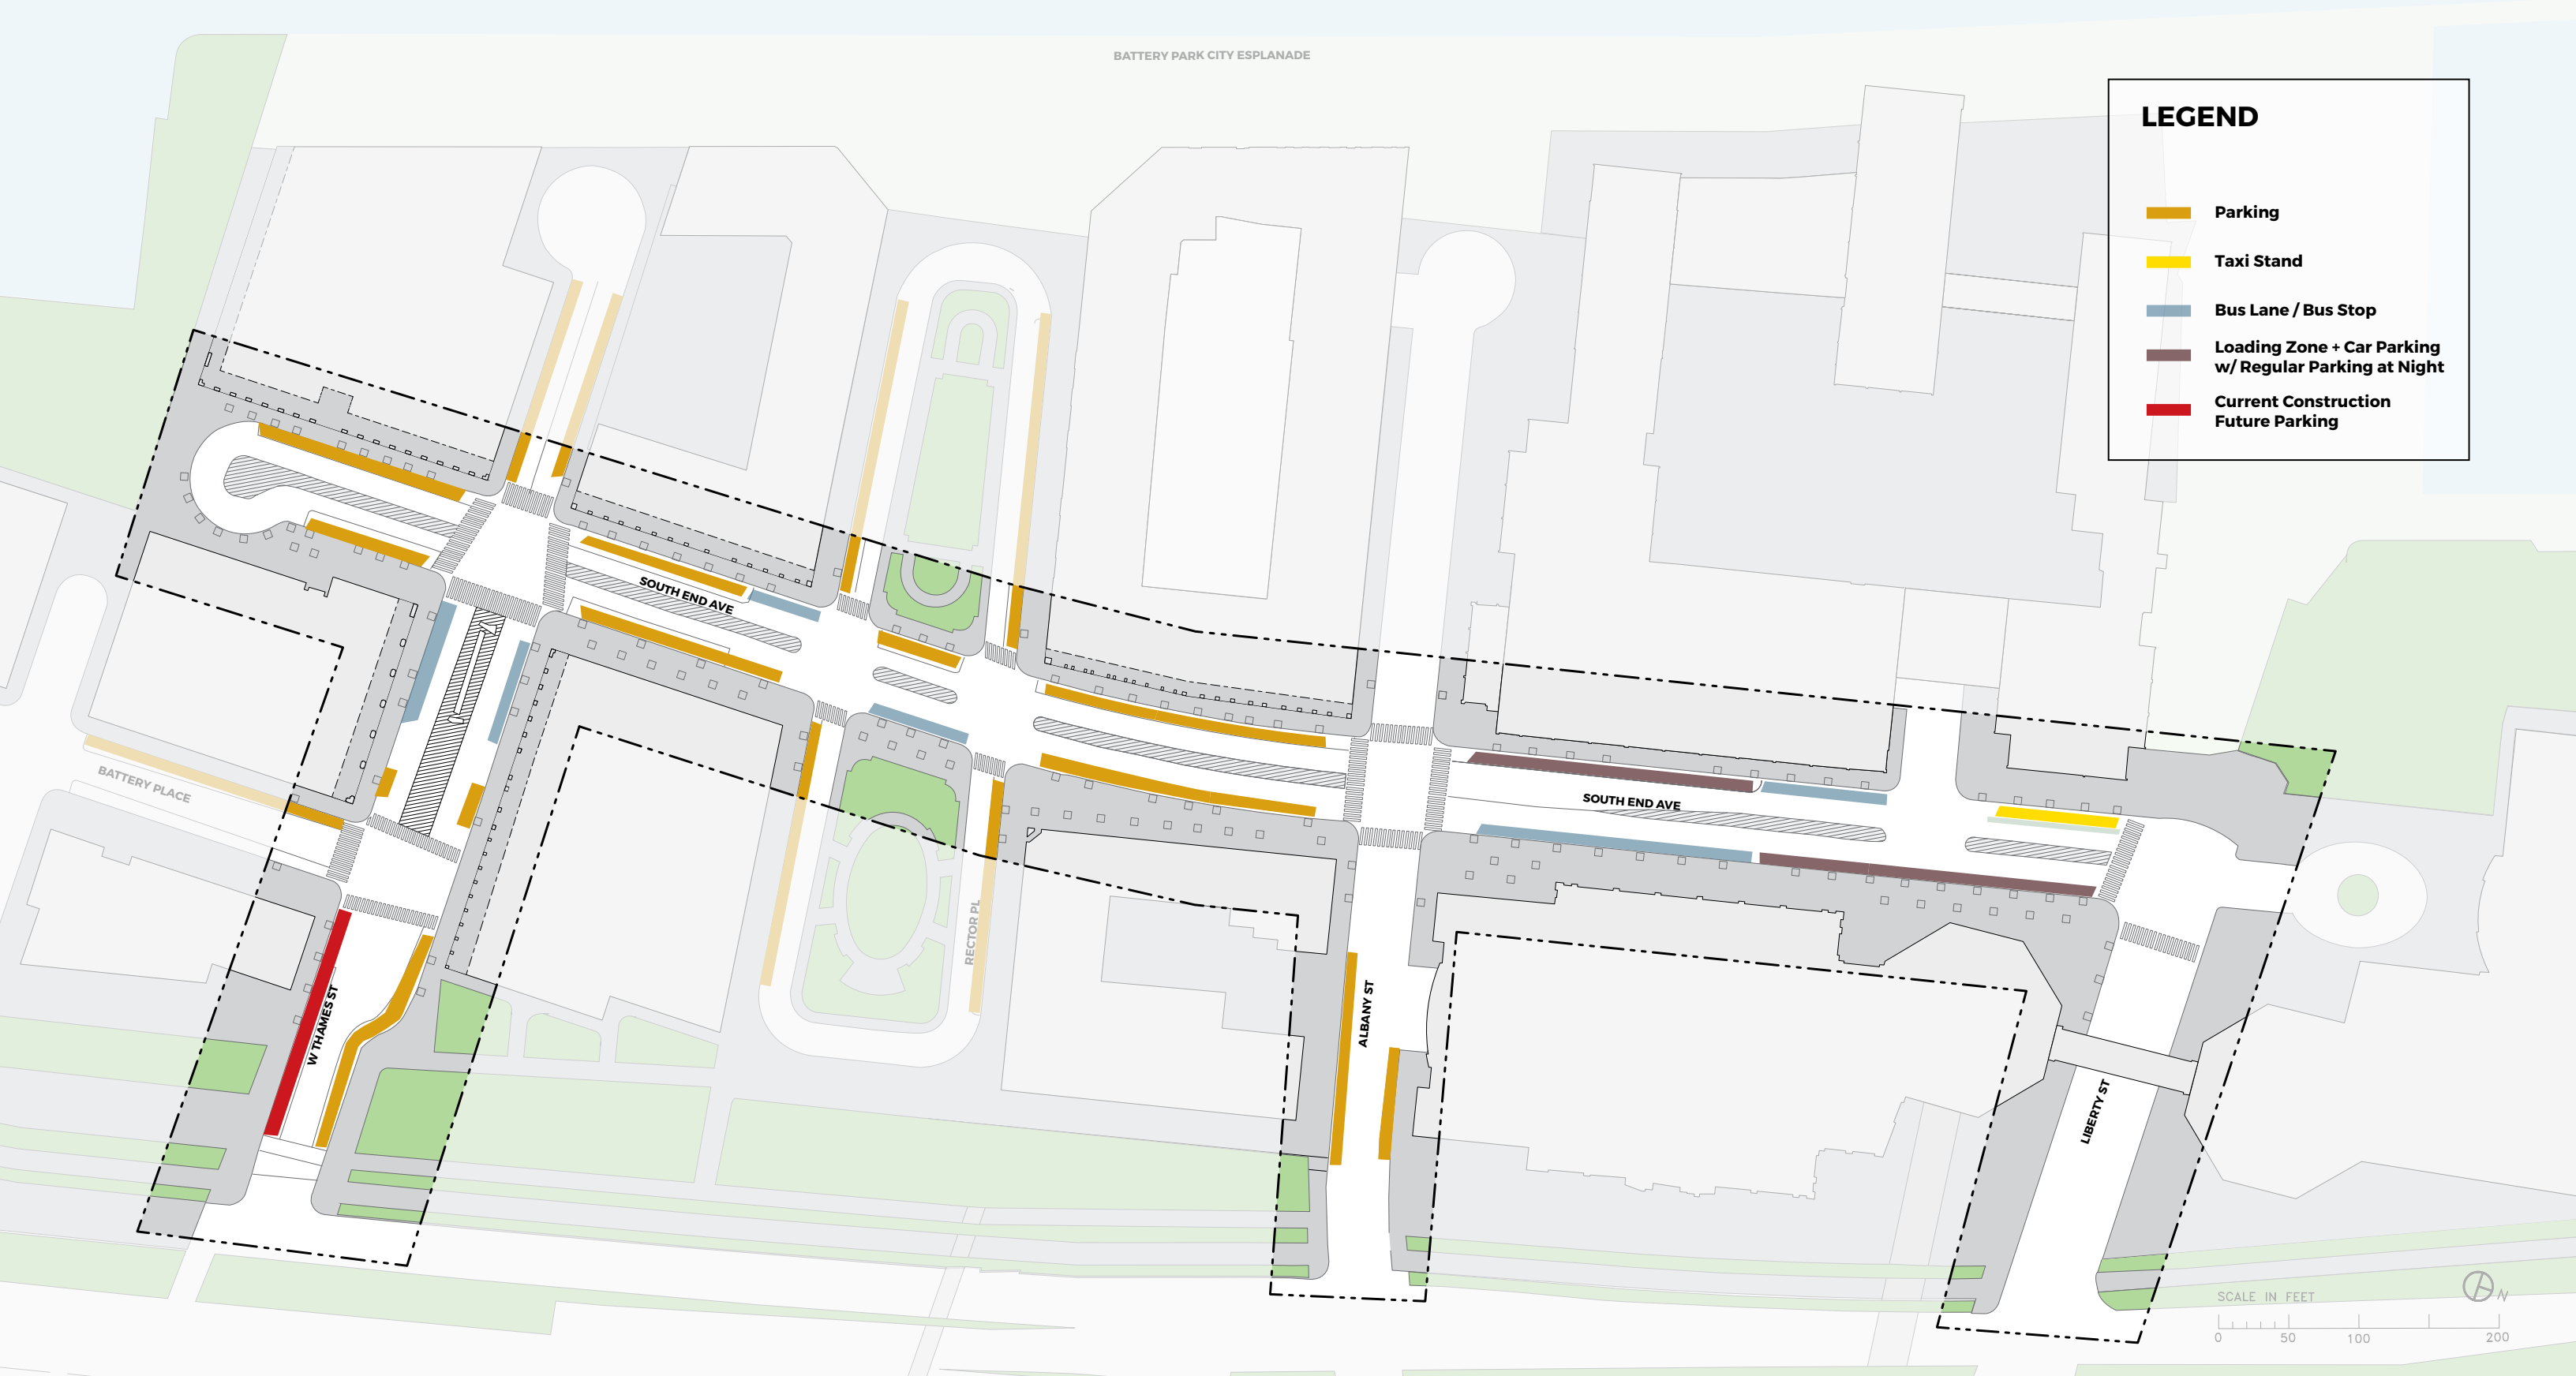 BATTERY PARK CITY ESPLANADE
LEGEND
Parking
Taxi Stand
Bus Lane / Bus Stop
Loading Zone + Car Parking
w/ Regular Parking at Night
Current Construction
Future Parking
SOUTH END AVE
BATTERY PLACE
SOUTH END AVE
RECTOR PL
W THAMES ST
ALBANY ST
LIBERTY ST
N
SCALE IN FEET
0 50 100 200